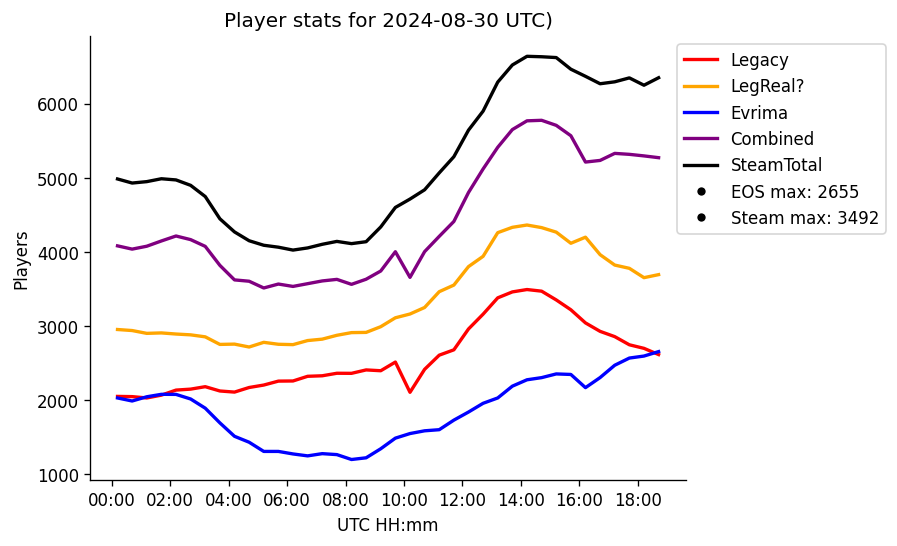 Player stats for 2024-08-30 UTC)
Legacy
LegReal?
Evrima
Combined
SteamTotal
EOS max: 2655
Steam max: 3492
Players
6000
5000
4000
3000
2000
1000
00:00 02:00 04:00 06:00 08:00 10:00 12:00 14:00 16:00 18:00
UTC HH:mm